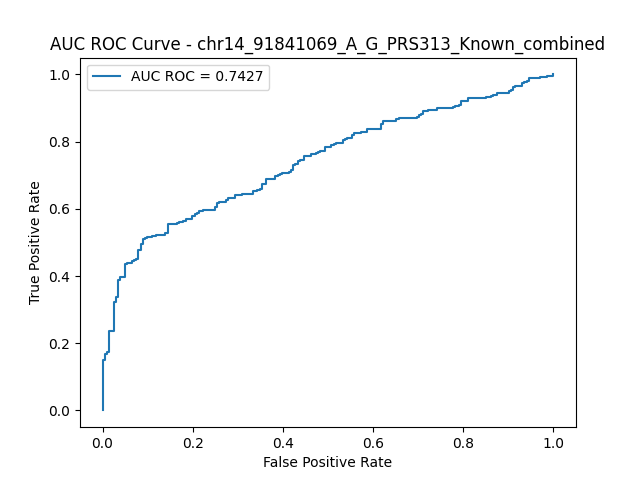 AUC ROC Curve - chr14_91841069_A_G_PRS313_Known_combined
AUC ROC = 0.7427
1.0
0.8
0.6
0.4
0.2
0.0
True Positive Rate
0.0 0.2 0.4 0.6 0.8 1.0
False Positive Rate